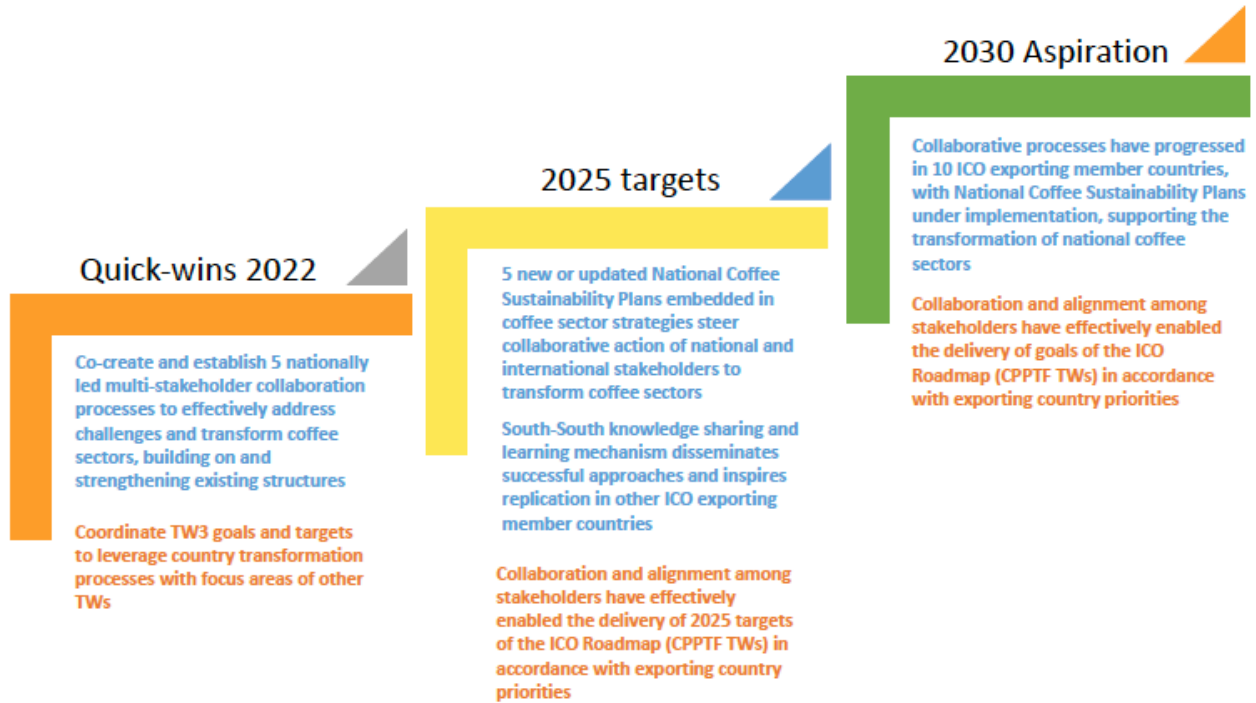 Quick-wins 2022
Co-create and establish 5 nationally
led multi-stakeholder collaboration
processes to effectively address
challenges and transform coffee
sectors, building on and
strengthening existing structures
Coordinate TW3 goals and targets
to leverage country transformation
processes with focus areas of other
TWs
2025 targets
5 new or updated National Coffee
Sustainability Plans embedded in
coffee sector strategies steer
collaborative action of national and
international stakeholders to
transform coffee sectors
South-South knowledge sharing and
learning mechanism disseminates
successful approaches and inspires
replication in other ICO exporting
member countries
Collaboration and alignment among
stakeholders have effectively
enabled the delivery of 2025 targets
of the ICO Roadmap (CPPTF TWs) in
accordance with exporting country
priorities
2030 Aspiration
Collaborative processes have progressed
in 10 ICO exporting member countries,
with National Coffee Sustainability Plans
under implementation, supporting the
transformation of national coffee
sectors
Collaboration and alignment among
stakeholders have effectively enabled
the delivery of goals of the ICO
Roadmap (CPPTF TWs) in accordance
with exporting country priorities